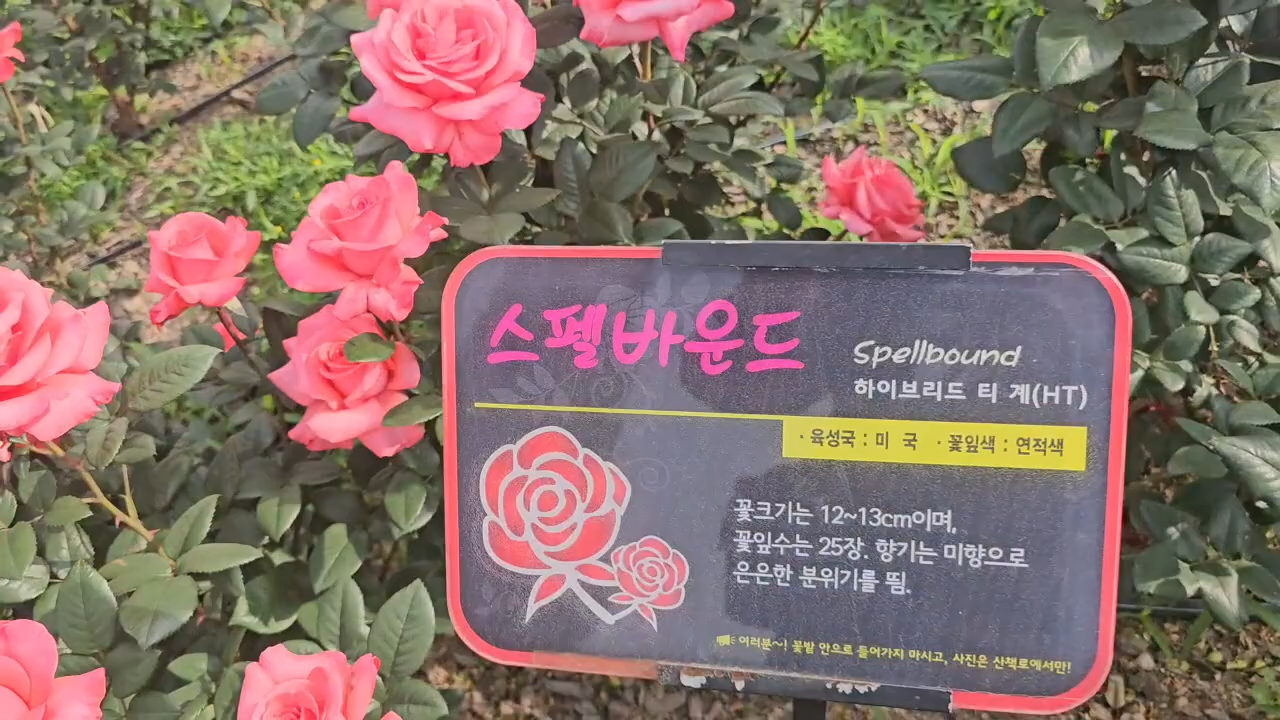 스펠바운드
Spellbound
하이브리드 티 계(HT)
· 육성국 : 미 국 · 꽃잎색 : 연적색
꽃크기는 12~13cm이며,
꽃잎수는 25장. 향기는 미향으로
은은한 분위기를 띔.
여러분~! 꽃밭 안으로 들어가지 마시고, 사진은 산책로에서만!